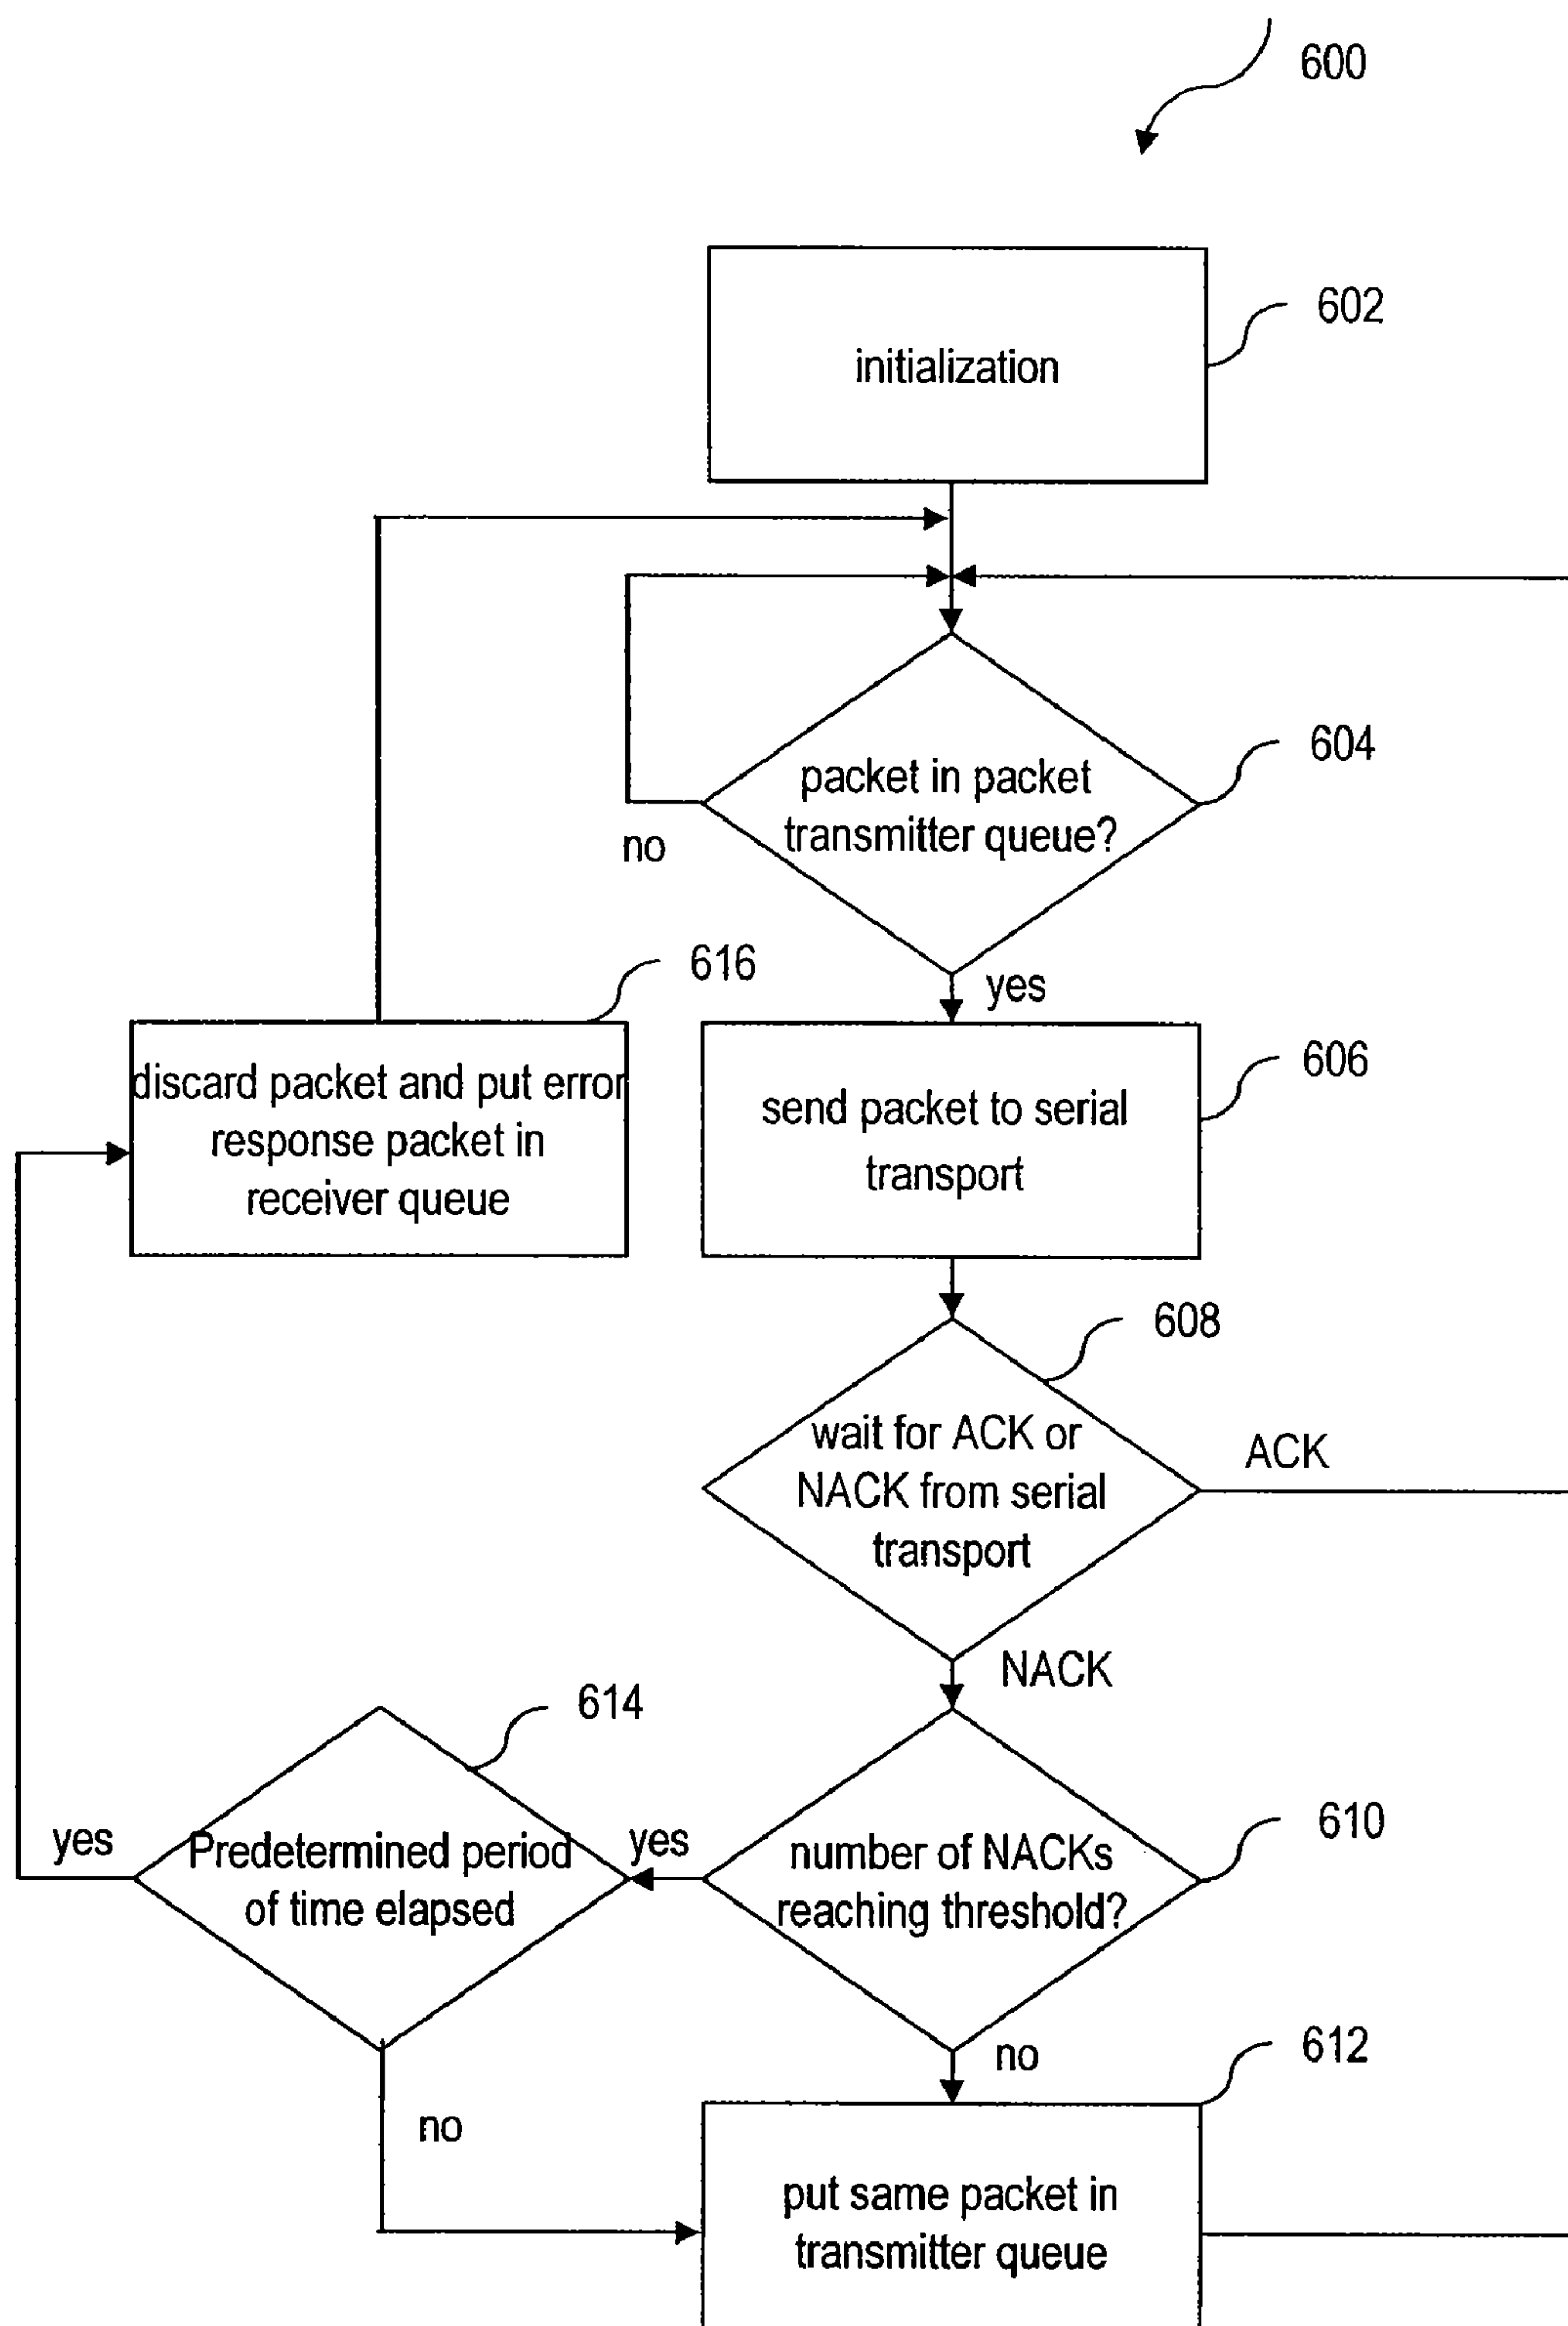 600
602
initialization
604
packet in packet
transmitter queue?
no
yes
616
discard packet and put error
response packet in
receiver queue
606
send packet to serial
transport
608
wait for ACK or
NACK from serial
transport
ACK
NACK
614
Predetermined period
of time elapsed
yes
yes
610
number of NACKs
reaching threshold?
no
no
612
put same packet in
transmitter queue